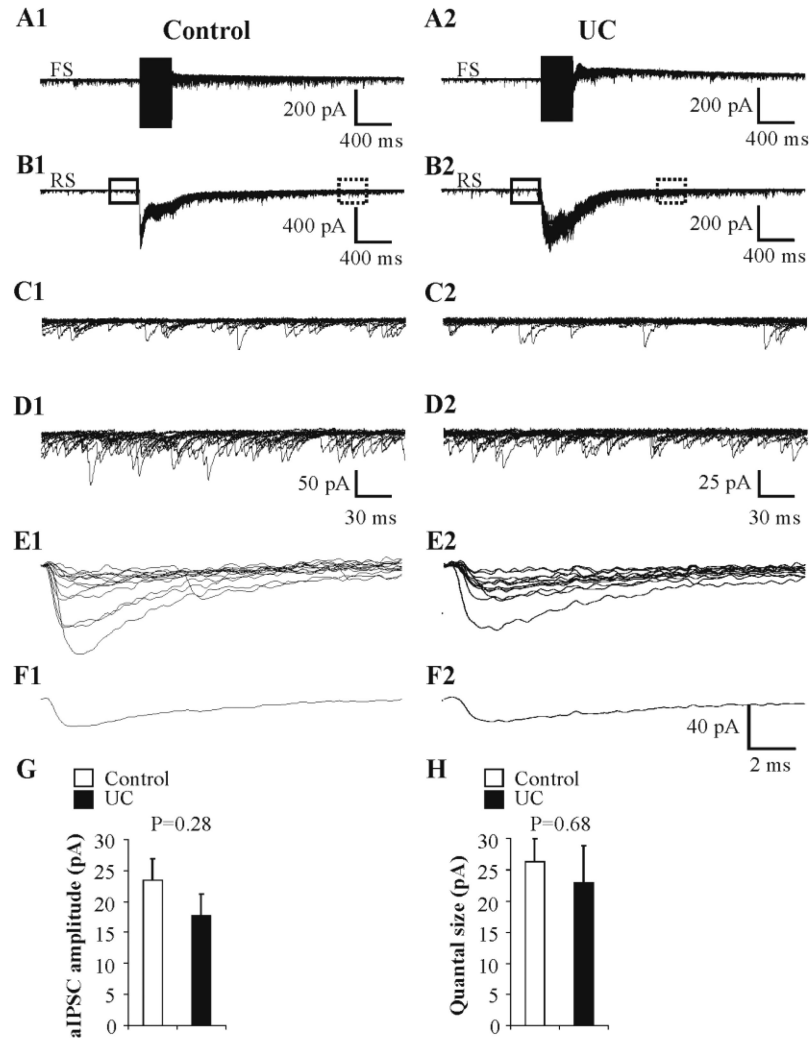 A1
Control
A2
UC
FS
200 pA
400 ms
FS
200 pA
400 ms
B1
RS
400 pA
400 ms
B2
RS
200 pA
400 ms
C1
C2
D1
50 pA
30 ms
D2
25 pA
30 ms
E1
E2
F1
F2
40 pA
2 ms
G
Control
UC
P=0.28
aIPSC amplitude (pA)
30
25
20
15
10
5
0
H
Control
UC
P=0.68
Quantal size (pA)
30
25
20
15
10
5
0